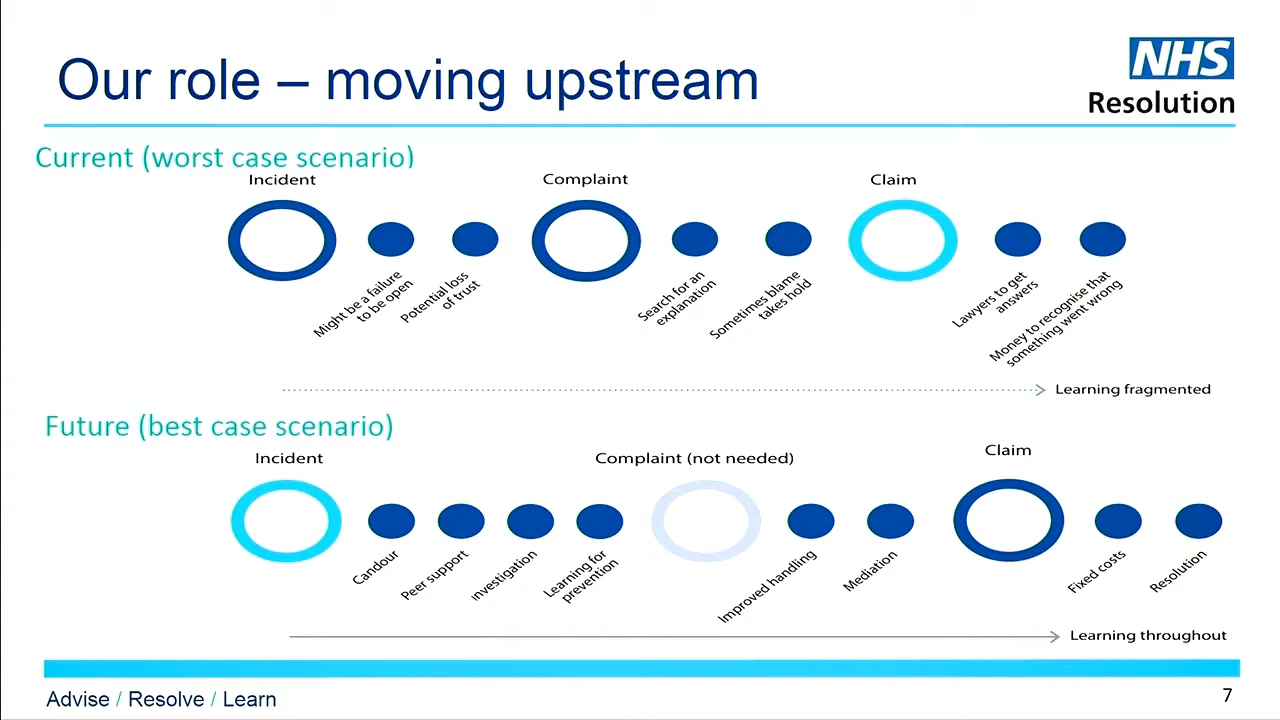 Our role – moving upstream
NHS
Resolution
Current (worst case scenario)
Incident
Complaint
Claim
Might be a failure
to be open
Potential loss
of trust
Search for an
explanation
Sometimes blame
takes hold
Lawyers to get
answers
Money to recognise that
something went wrong
Learning fragmented
Future (best case scenario)
Incident
Complaint (not needed)
Claim
Candour
Peer support
investigation
Learning for
prevention
Improved handling
Mediation
Fixed costs
Resolution
Learning throughout
Advise / Resolve / Learn
7